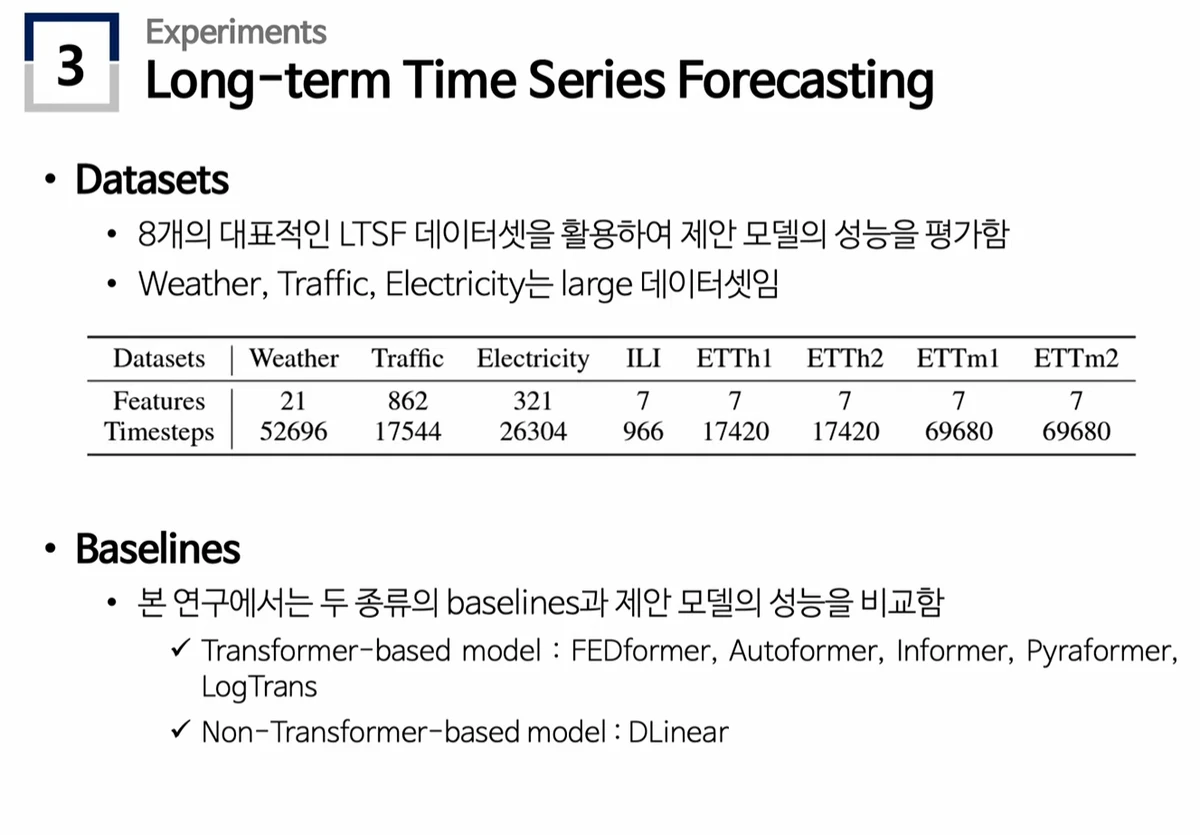 3
Experiments
Long-term Time Series Forecasting
• Datasets
• 8개의 대표적인 LTSF 데이터셋을 활용하여 제안 모델의 성능을 평가함
• Weather, Traffic, Electricity는 large 데이터셋임
Datasets Weather Traffic Electricity ILI ETTh1 ETTh2 ETTm1 ETTm2
Features 21 862 321 7 7 7 7 7
Timesteps 52696 17544 26304 966 17420 17420 69680 69680
• Baselines
• 본 연구에서는 두 종류의 baselines과 제안 모델의 성능을 비교함
✓ Transformer-based model : FEDformer, Autoformer, Informer, Pyraformer,
LogTrans
✓ Non-Transformer-based model : DLinear